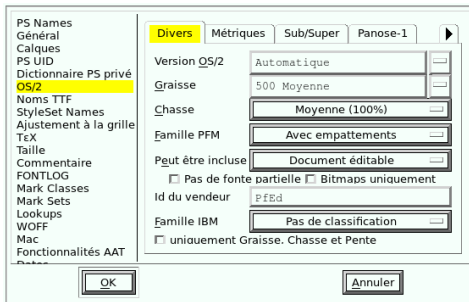 PS Names
Général
Calques
PS UID
Dictionnaire PS privé
OS/2
Noms TTF
StyleSet Names
Ajustement à la grille
TεX
Taille
Commentaire
FONTLOG
Mark Classes
Mark Sets
Lookups
WOFF
Mac
Fonctionnalités AAT
Divers Métriques Sub/Super Panose-1
Version OS/2 Automatique
Graisse 500 Moyenne
Chasse Moyenne (100%)
Famille PFM Avec empattements
Peut être incluse Document éditable
Pas de fonte partielle Bitmaps uniquement
Id du vendeur PfEd
Famille IBM Pas de classification
uniquement Graisse, Chasse et Pente
OK Annuler